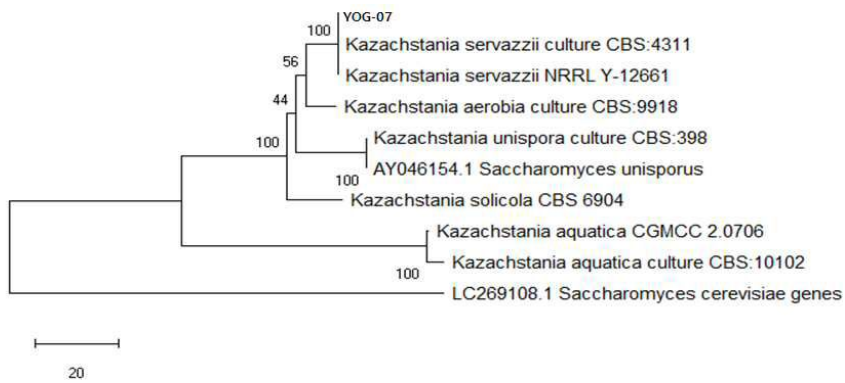 YOG-07
100
Kazachstania servazzii culture CBS:4311
56
Kazachstania servazzii NRRL Y-12661
44
Kazachstania aerobia culture CBS:9918
100
Kazachstania unispora culture CBS:398
AY046154.1 Saccharomyces unisporus
100
Kazachstania solicola CBS 6904
Kazachstania aquatica CGMCC 2.0706
Kazachstania aquatica culture CBS:10102
100
LC269108.1 Saccharomyces cerevisiae genes
20